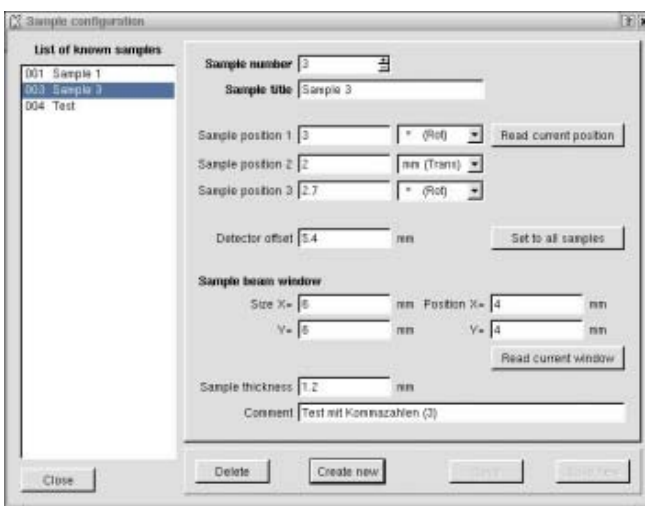 Sample configuration
List of known samples
001 Sample 1
003 Sample 3
004 Test
Close
Sample number 3
Sample title Sample 3
Sample position 1 3 ° (Rot) Read current position
Sample position 2 2 mm (Trans)
Sample position 3 2.7 ° (Rot)
Detector offset 5.4 mm Set to all samples
Sample beam window
Size X= 6 mm Position X= 4 mm
Y= 6 mm Y= 4 mm
Read current window
Sample thickness 1.2 mm
Comment Test mit Kommazahlen (3)
Delete Create new